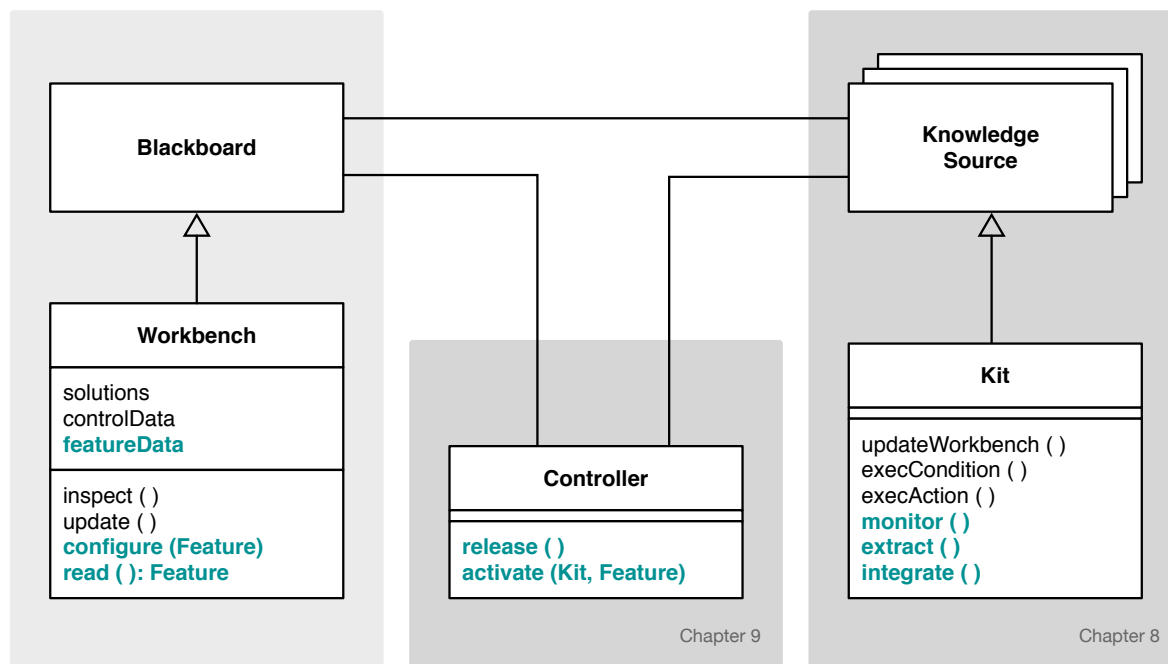 Blackboard
Knowledge
Source
Workbench
solutions
controlData
featureData
inspect ( )
update ( )
configure (Feature)
read ( ): Feature
Controller
release ( )
activate (Kit, Feature)
Chapter 9
Kit
updateWorkbench ( )
execCondition ( )
execAction ( )
monitor ( )
extract ( )
integrate ( )
Chapter 8